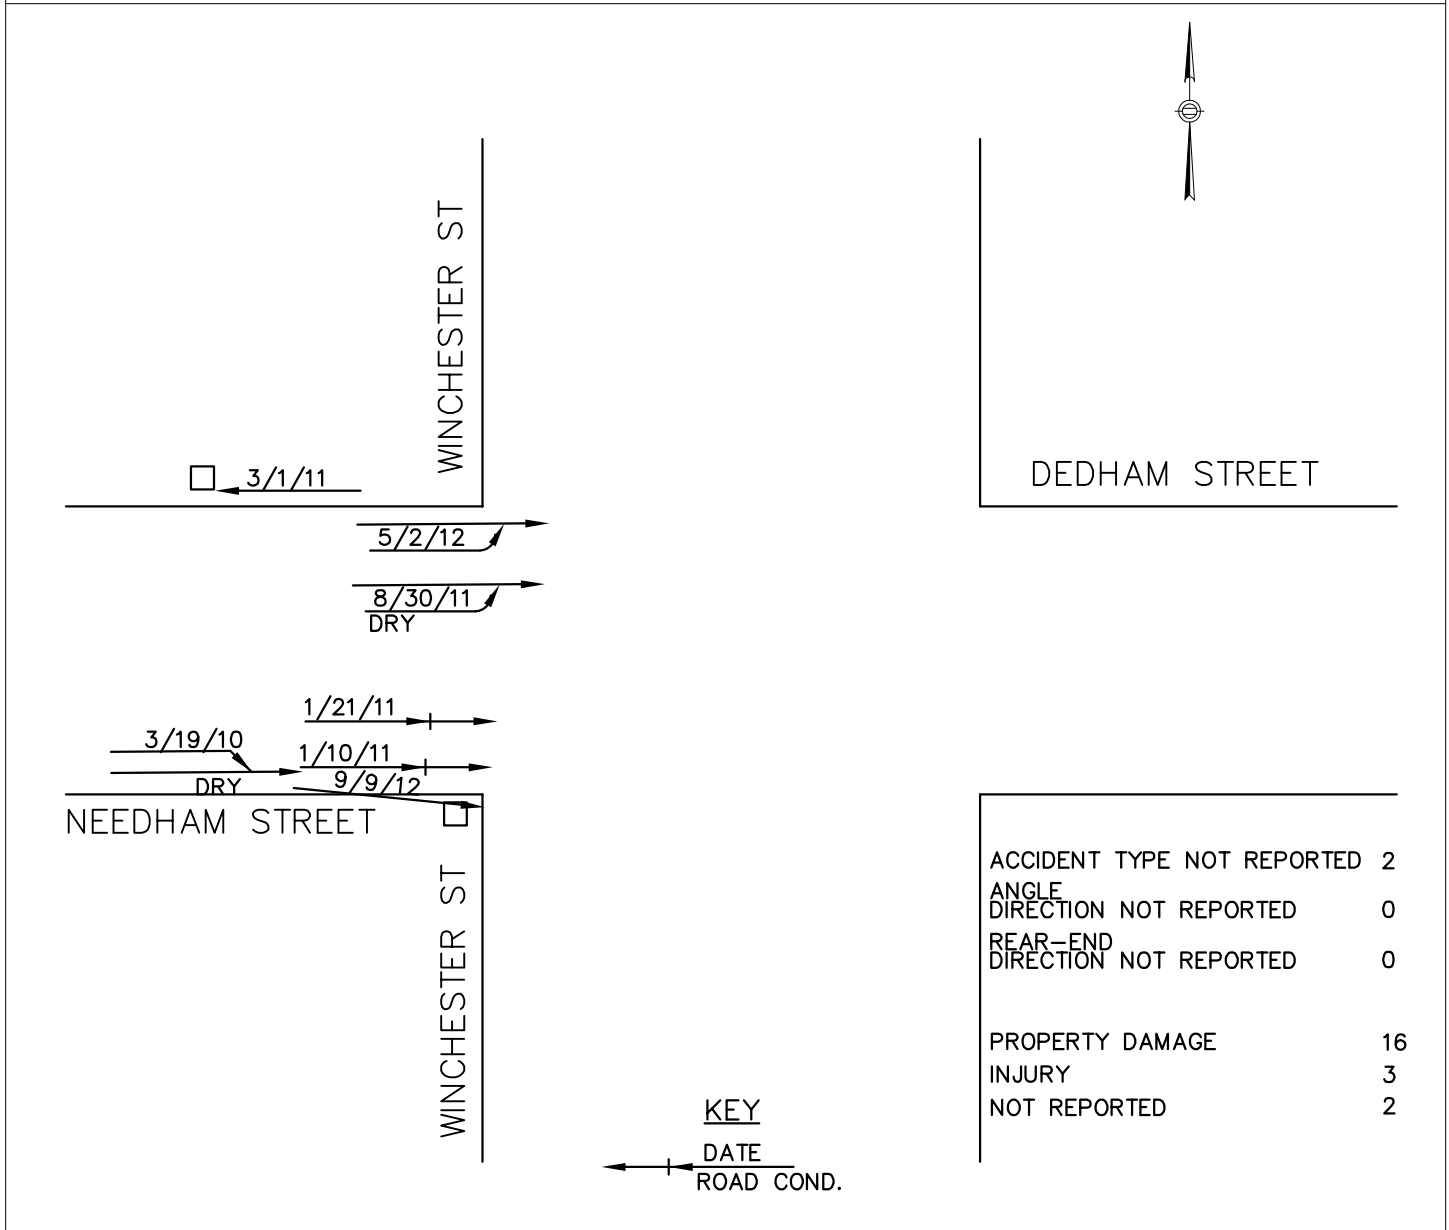 WINCHESTER ST
DEDHAM STREET
3/1/11
5/2/12
8/30/11
DRY
1/21/11
3/19/10
1/10/11
DRY
9/9/12
NEEDHAM STREET
WINCHESTER ST
ACCIDENT TYPE NOT REPORTED 2
ANGLE
DIRECTION NOT REPORTED 0
REAR-END
DIRECTION NOT REPORTED 0
PROPERTY DAMAGE 16
INJURY 3
NOT REPORTED 2
KEY
DATE
ROAD COND.